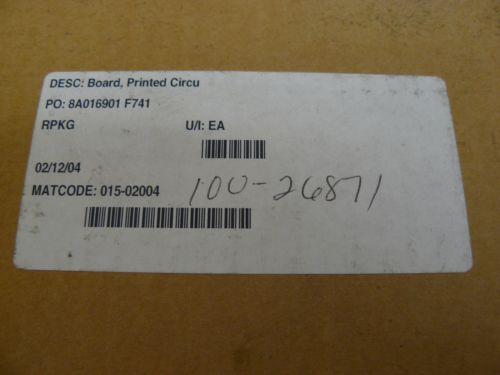 DESC: Board, Printed Circu
PO: 8A016901 F741
RPKG U/I: EA
02/12/04
MATCODE: 015-02004 100-26871